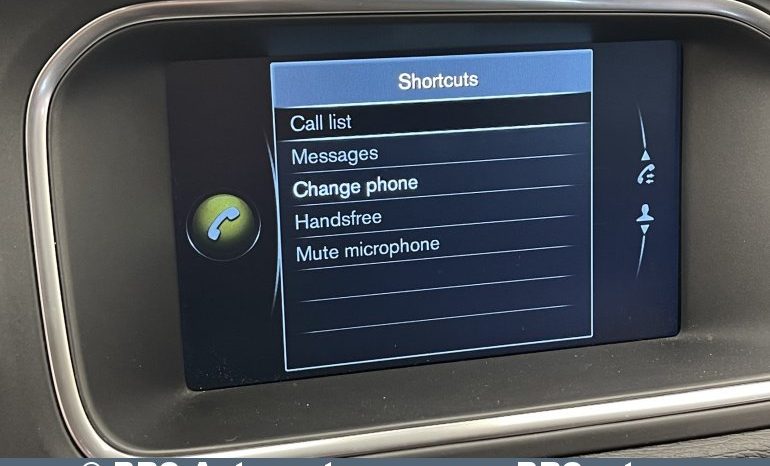 Shortcuts
Call list
Messages
Change phone
Handsfree
Mute microphone